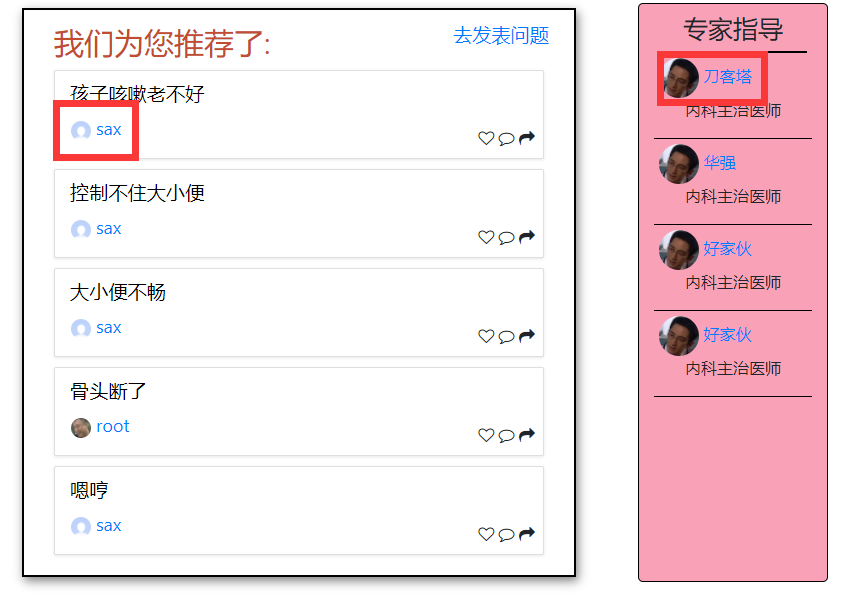 我们为您推荐了:
去发表问题
孩子咳嗽老不好
sax
控制不住大小便
sax
大小便不畅
sax
骨头断了
root
嗯哼
sax
专家指导
刀客塔
内科主治医师
华强
内科主治医师
好家伙
内科主治医师
好家伙
内科主治医师